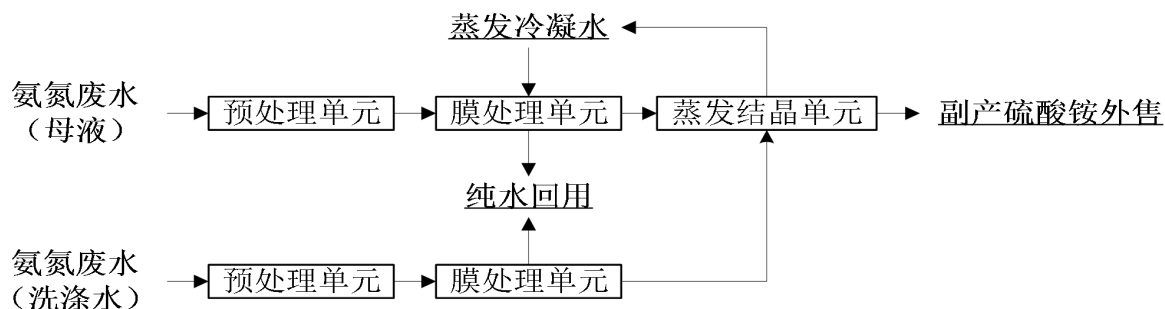 蒸发冷凝水
氨氮废水
（母液）
预处理单元
膜处理单元
蒸发结晶单元
副产硫酸铵外售
纯水回用
氨氮废水
（洗涤水）
预处理单元
膜处理单元